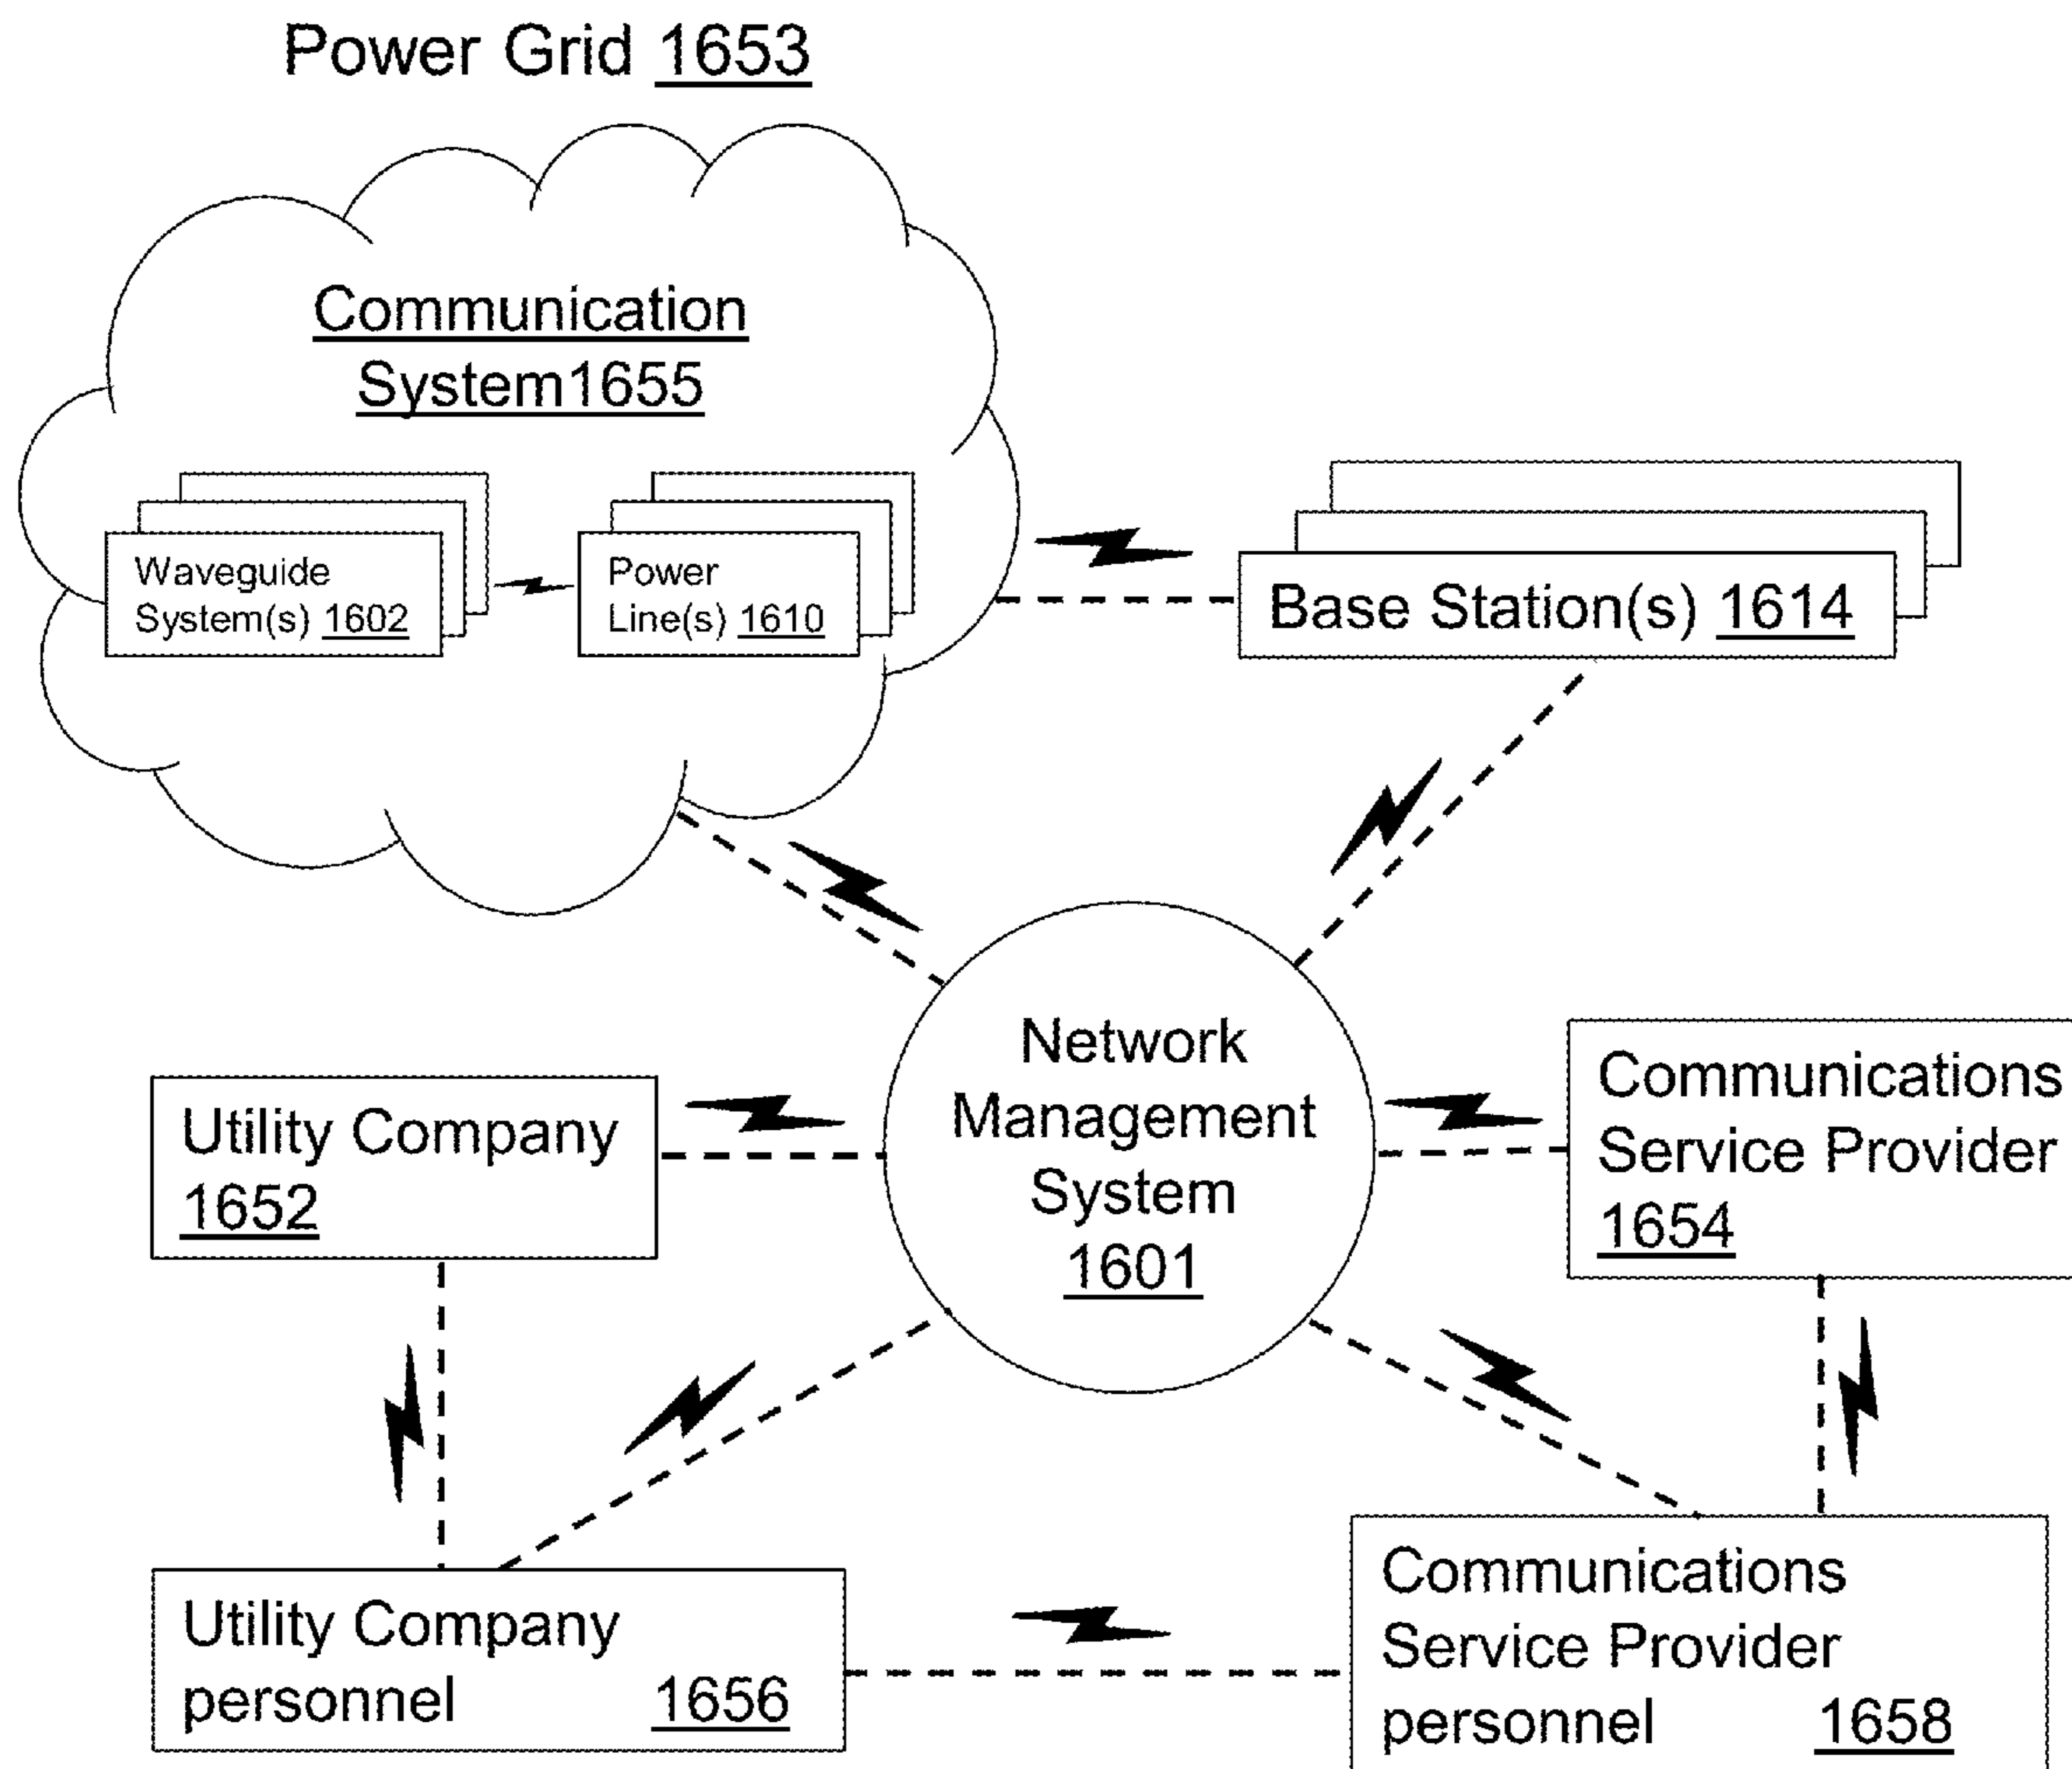 Power Grid 1653
Communication
System1655
Waveguide
System(s) 1602
Power
Line(s) 1610
Base Station(s) 1614
Network
Management
System
1601
Utility Company
1652
Communications
Service Provider
1654
Utility Company
personnel 1656
Communications
Service Provider
personnel 1658